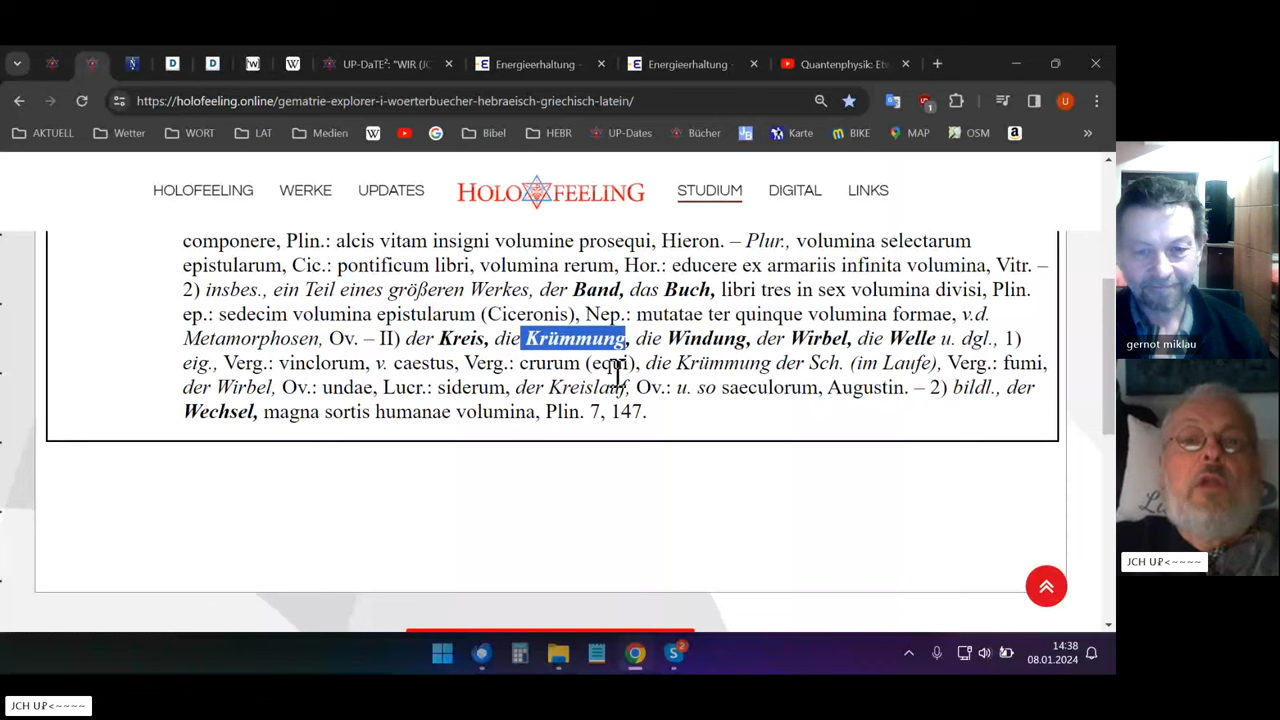 UP-DaTE²: "WIR (JC
Energieerhaltung -
Energieerhaltung -
Quantenphysik: Etw
https://holofeeling.online/gematrie-explorer-i-woerterbuecher-hebraeisch-griechisch-latein/
AKTUELL Wetter WORT LAT Medien Bibel HEBR UP-Dates Bücher Karte BIKE MAP OSM
HOLOFEELING WERKE UPDATES HOLO FEELING STUDIUM DIGITAL LINKS
componere, Plin.: alcis vitam insigni volumine prosequi, Hieron. – Plur., volumina selectarum
epistularum, Cic.: pontificum libri, volumina rerum, Hor.: educere ex armariis infinita volumina, Vitr. –
2) insbes., ein Teil eines größeren Werkes, der Band, das Buch, libri tres in sex volumina divisi, Plin.
ep.: sedecim volumina epistularum (Ciceronis), Nep.: mutatae ter quinque volumina formae, v.d.
Metamorphosen, Ov. – II) der Kreis, die Krümmung, die Windung, der Wirbel, die Welle u. dgl., 1)
eig., Verg.: vinclorum, v. caestus, Verg.: crurum (equi), die Krümmung der Sch. (im Laufe), Verg.: fumi,
der Wirbel, Ov.: undae, Lucr.: siderum, der Kreislauf, Ov.: u. so saeculorum, Augustin. – 2) bildl., der
Wechsel, magna sortis humanae volumina, Plin. 7, 147.
gernot miklau
JCH UP<~~~~
14:38
08.01.2024
JCH UP<~~~~